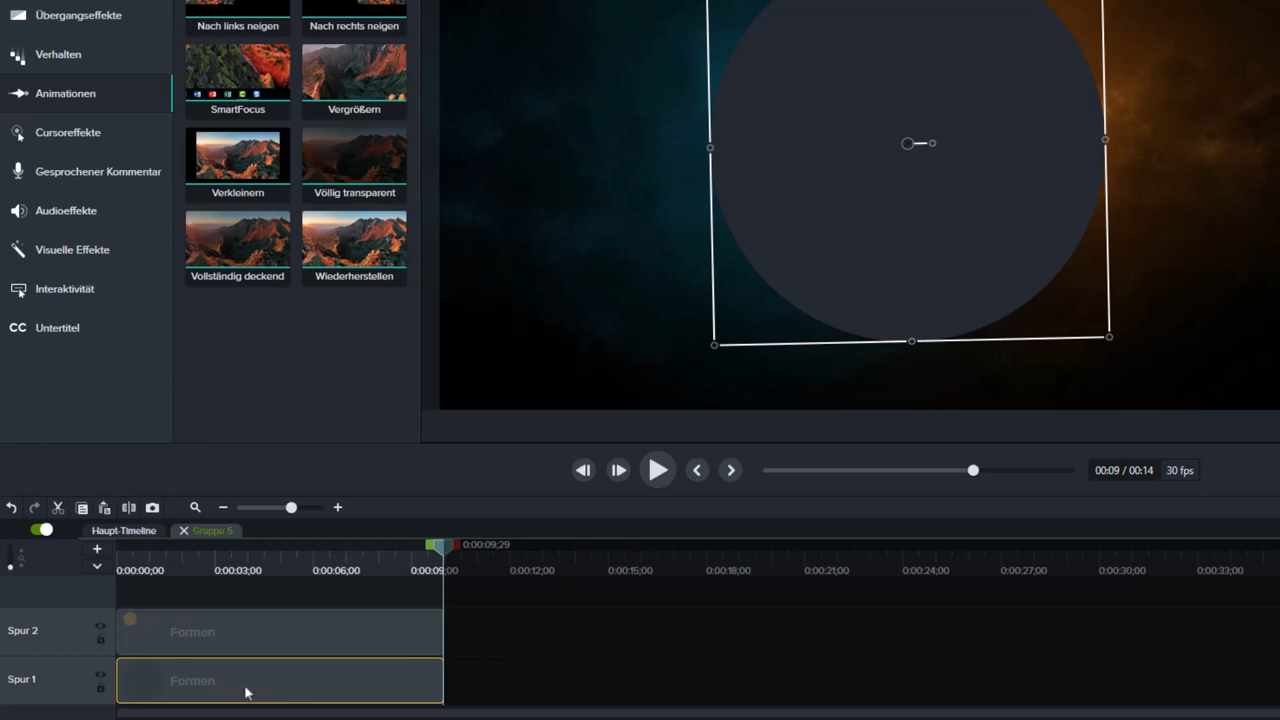 Übergangseffekte
Verhalten
Animationen
Cursoreffekte
Gesprochener Kommentar
Audioeffekte
Visuelle Effekte
Interaktivität
CC Untertitel
Nach links neigen
Nach rechts neigen
SmartFocus
Vergrößern
Verkleinern
Völlig transparent
Vollständig deckend
Wiederherstellen
00:09 / 00:14
30 fps
Haupt-Timeline
Gruppe 5
0:00:09;29
0:00:00;00
0:00:03;00
0:00:06;00
0:00:09;00
0:00:12;00
0:00:15;00
0:00:18;00
0:00:21;00
0:00:24;00
0:00:27;00
0:00:30;00
0:00:33;00
Spur 2
Formen
Spur 1
Formen